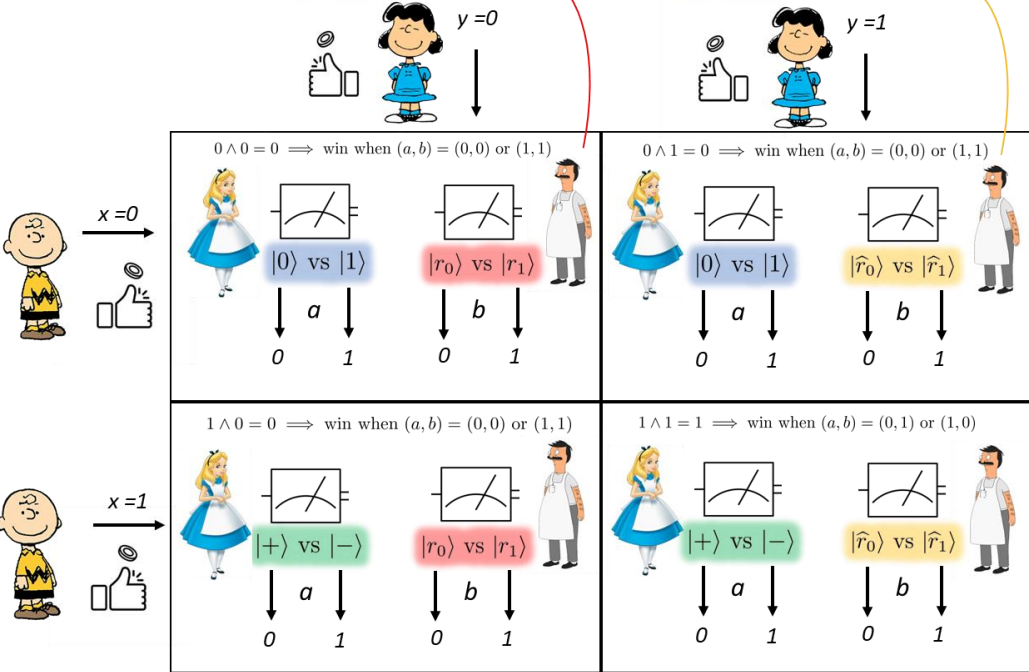 y =0
y =1
0 ∧ 0 = 0 ⟹ win when (a, b) = (0, 0) or (1, 1)
0 ∧ 1 = 0 ⟹ win when (a, b) = (0, 0) or (1, 1)
x =0
|0⟩ vs |1⟩
|r₀⟩ vs |r₁⟩
|0⟩ vs |1⟩
|r̂₀⟩ vs |r̂₁⟩
a
b
a
b
0 1
0 1
0 1
0 1
1 ∧ 0 = 0 ⟹ win when (a, b) = (0, 0) or (1, 1)
1 ∧ 1 = 1 ⟹ win when (a, b) = (0, 1) or (1, 0)
x =1
|+⟩ vs |−⟩
|r₀⟩ vs |r₁⟩
|+⟩ vs |−⟩
|r̂₀⟩ vs |r̂₁⟩
a
b
a
b
0 1
0 1
0 1
0 1